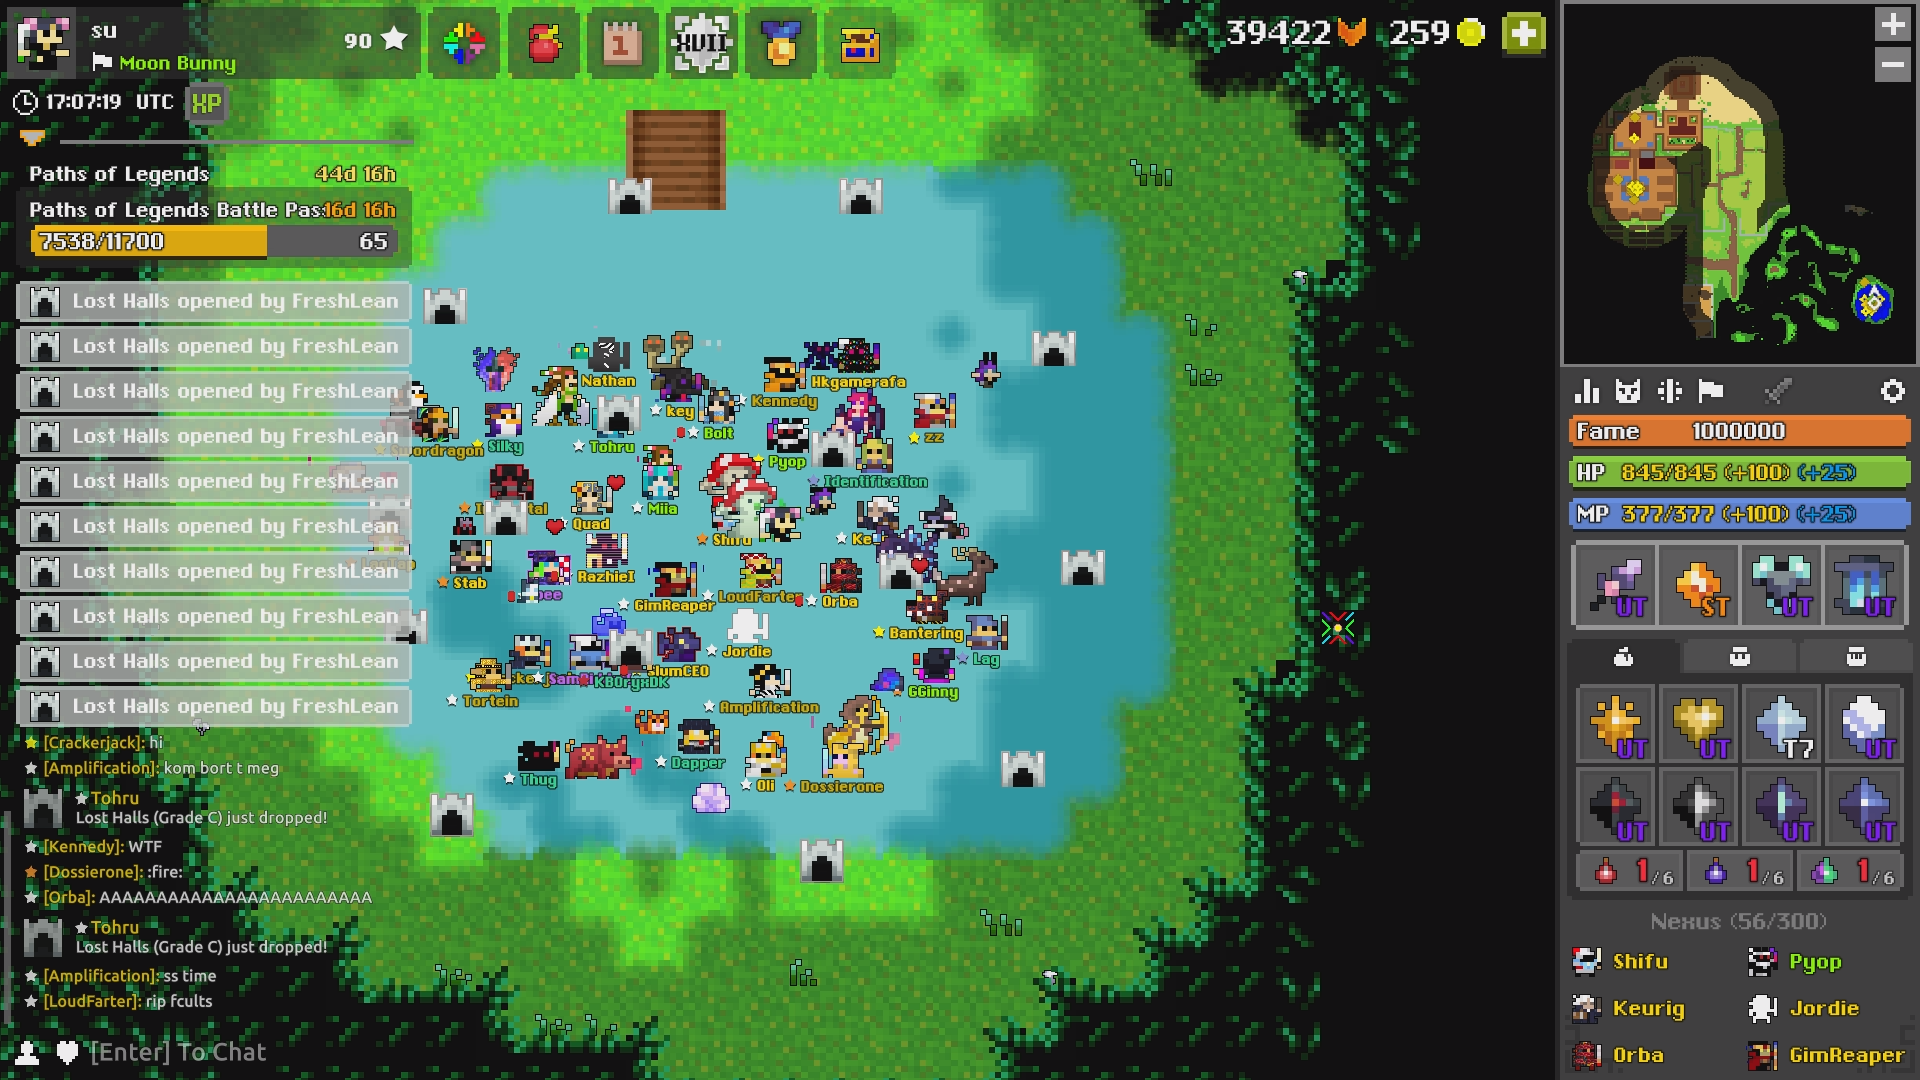 su
90
Moon Bunny
XVII
1
39422
259
17:07:19 UTC
XP
Paths of Legends 44d 16h
Paths of Legends Battle Pas 16d 16h
7538/11700 65
Lost Halls opened by FreshLean
Lost Halls opened by FreshLean
Lost Halls opened by FreshLean
Lost Halls opened by FreshLean
Lost Halls opened by FreshLean
Lost Halls opened by FreshLean
Lost Halls opened by FreshLean
Lost Halls opened by FreshLean
Lost Halls opened by FreshLean
Lost Halls opened by FreshLean
[Crackerjack]: hi
[Amplification]: kom bort t meg
Tohru
Lost Halls (Grade C) just dropped!
[Kennedy]: WTF
[Dossierone]: :fire:
[Orba]: AAAAAAAAAAAAAAAAAAAAAAAA
Tohru
Lost Halls (Grade C) just dropped!
[Amplification]: ss time
[LoudFarter]: rip fcults
[Enter] To Chat
Nathan
Hkgamerafa
Kennedy
key
Bolt
zz
Silky
Tohru
Pyop
Identification
Quad
Miia
Shifu
Stab
RazhieI
GimReaper
LoudFarter
Orba
Bantering
Jordie
Lag
SlumCEO
KBOryxDK
GGinny
Tortein
Amplification
Dapper
Thug
Oli
Dossierone
Fame 1000000
HP 845/845 (+100) (+25)
MP 377/377 (+100) (+25)
UT ST UT UT
UT UT T7 UT
UT UT UT UT
1/6 1/6 1/6
Nexus (56/300)
Shifu Pyop
Keurig Jordie
Orba GimReaper